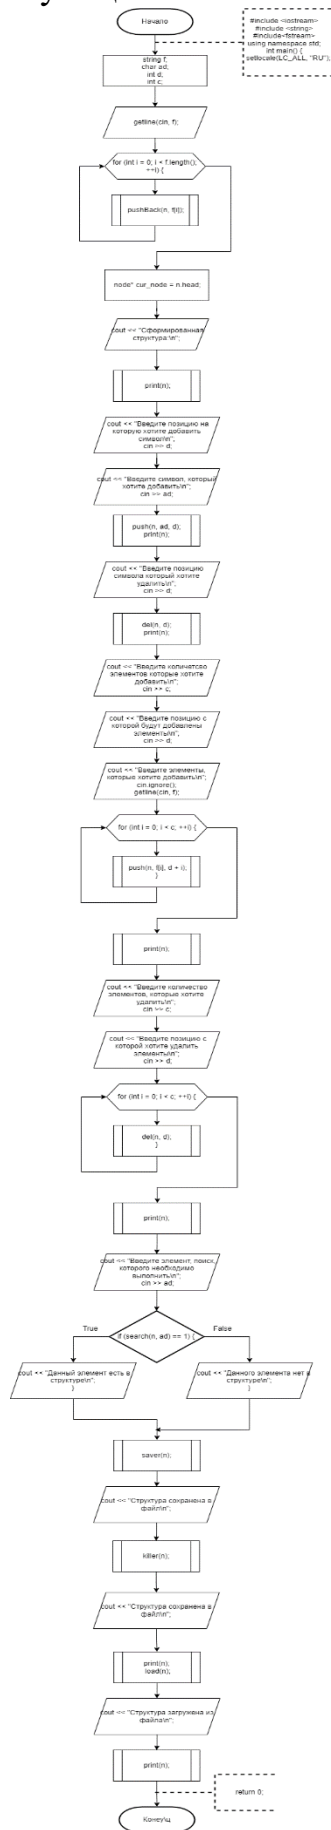 Начало
#include <iostream>
#include <string>
#include<fstream>
using namespace std;
int main() {
setlocale(LC_ALL, "RU");
string f;
char ad;
int d;
int c;
getline(cin, f);
for (int i = 0; i < f.length();
++i) {
pushBack(n, f[i]);
node* cur_node = n.head;
cout << "Сформированная
структура:\n";
print(n);
cout << "Введите позицию на
которую хотите добавить
символ\n";
cin >> d;
cout << "Введите символ, который
хотите добавить\n";
cin >> ad;
push(n, ad, d);
print(n);
cout << "Введите позицию
символа который хотите
удалить\n";
cin >> d;
del(n, d);
print(n);
cout << "Введите количетсво
элементов которые хотите
добавить\n";
cin >> c;
cout << "Введите позицию с
которой будут добавлены
элементы\n";
cin >> d;
cout << "Введите элементы,
которые хотите добавить\n";
cin.ignore();
getline(cin, f);
for (int i = 0; i < c; ++i) {
push(n, f[i], d + i);
}
print(n);
cout << "Введите количество
элементов, которые хотите
удалить\n";
cin >> c;
cout << "Введите позицию с
которой хотите удалить
элементы\n";
cin >> d;
for (int i = 0; i < c; ++i) {
del(n, d);
}
print(n);
cout << "Введите элемент, поиск,
которого необходимо
выполнить\n";
cin >> ad;
if (search(n, ad) == 1) {
True
False
cout << "Данный элемент есть в
структуре\n";
}
cout << "Данного элемента нет в
структуре\n";
}
saver(n);
cout << "Структура сохранена в
файл\n";
killer(n);
cout << "Структура сохранена в
файл\n";
print(n);
load(n);
cout << "Структура загружена из
файла\n";
print(n);
return 0;
Конец\щ